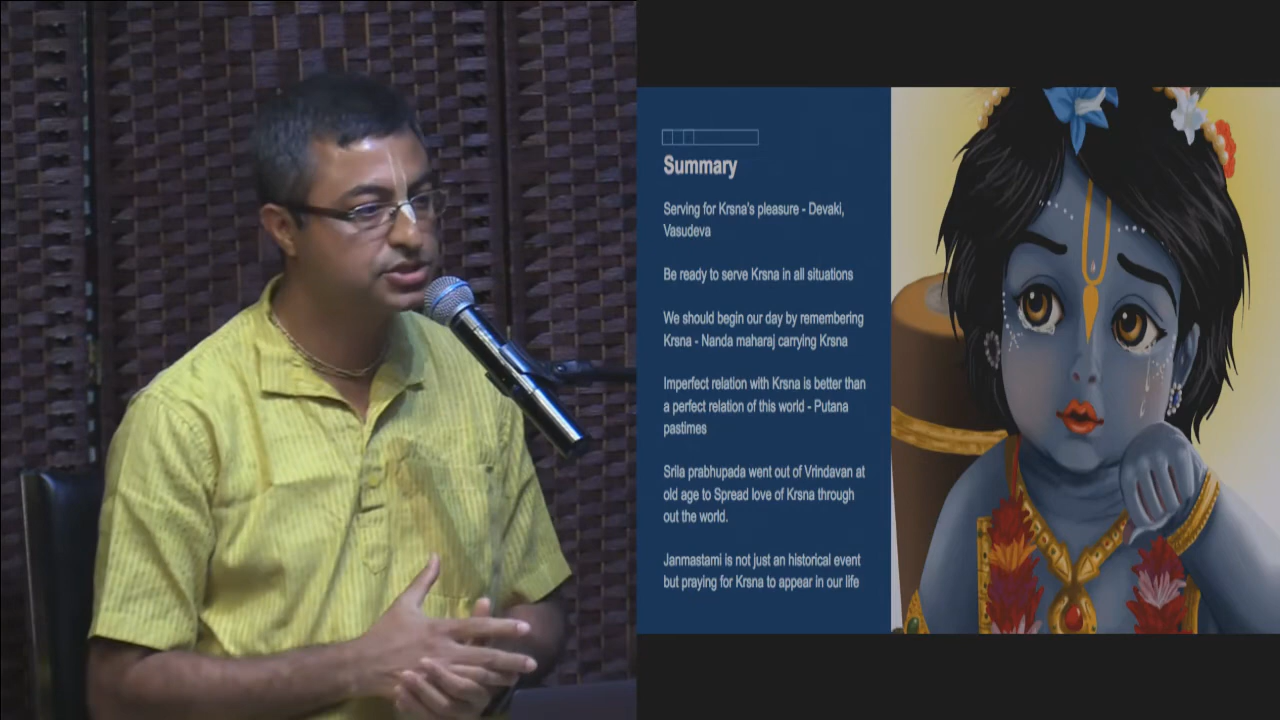 Summary
Serving for Krsna's pleasure - Devaki,
Vasudeva
Be ready to serve Krsna in all situations
We should begin our day by remembering
Krsna - Nanda maharaj carrying Krsna
Imperfect relation with Krsna is better than
a perfect relation of this world - Putana
pastimes
Srila prabhupada went out of Vrindavan at
old age to Spread love of Krsna through
out the world.
Janmastami is not just an historical event
but praying for Krsna to appear in our life